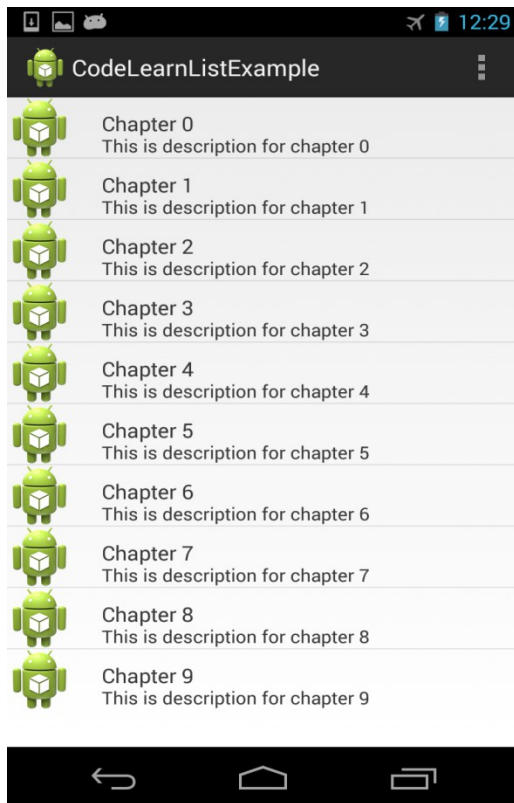 12:29
CodeLearnListExample
Chapter 0
This is description for chapter 0
Chapter 1
This is description for chapter 1
Chapter 2
This is description for chapter 2
Chapter 3
This is description for chapter 3
Chapter 4
This is description for chapter 4
Chapter 5
This is description for chapter 5
Chapter 6
This is description for chapter 6
Chapter 7
This is description for chapter 7
Chapter 8
This is description for chapter 8
Chapter 9
This is description for chapter 9